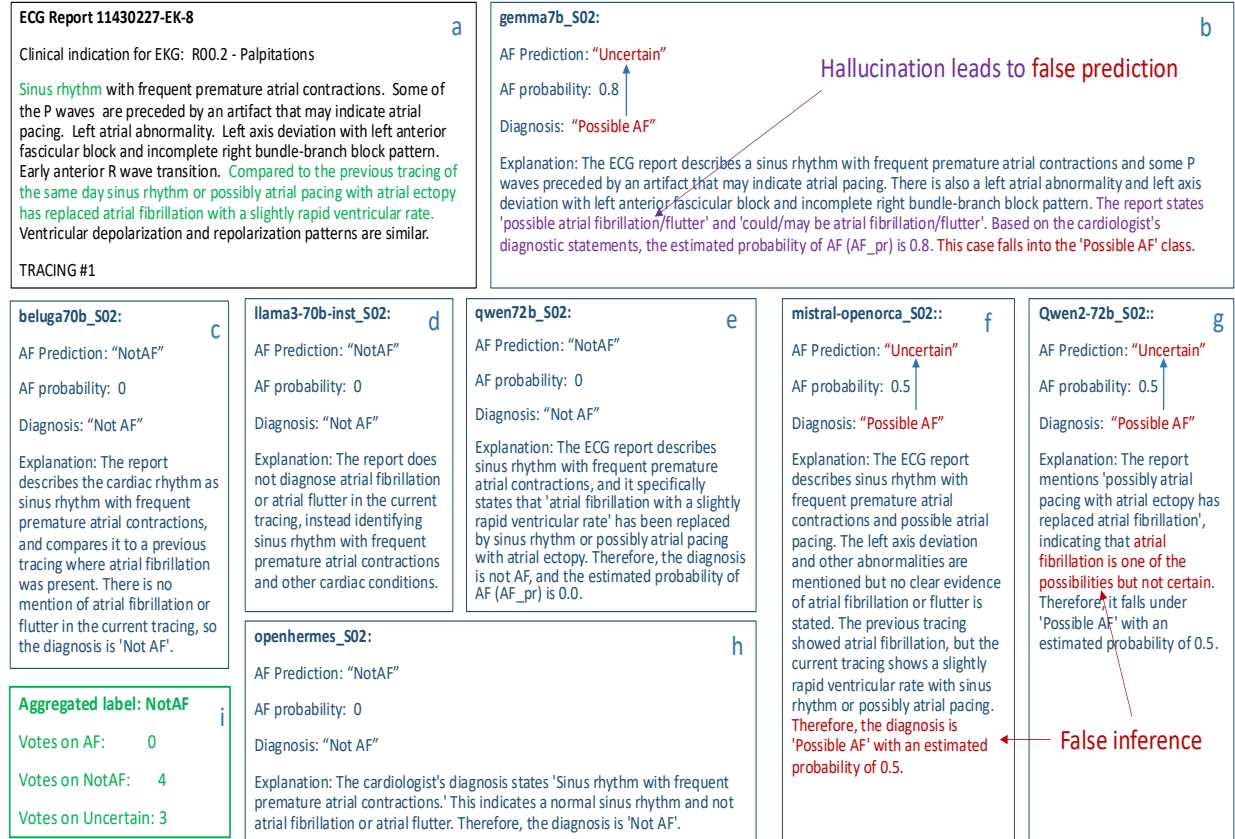 ECG Report 11430227-EK-8
a
Clinical indication for EKG:  R00.2 - Palpitations
Sinus rhythm with frequent premature atrial contractions.  Some of
the P waves  are preceded by an artifact that may indicate atrial
pacing.  Left atrial abnormality.  Left axis deviation with left anterior
fascicular block and incomplete right bundle-branch block pattern.
Early anterior R wave transition.  Compared to the previous tracing of
the same day sinus rhythm or possibly atrial pacing with atrial ectopy
has replaced atrial fibrillation with a slightly rapid ventricular rate.
Ventricular depolarization and repolarization patterns are similar.
TRACING #1
gemma7b_S02:
b
AF Prediction: “Uncertain”
Hallucination leads to false prediction
AF probability:  0.8
Diagnosis:  “Possible AF”
Explanation: The ECG report describes a sinus rhythm with frequent premature atrial contractions and some P
waves preceded by an artifact that may indicate atrial pacing. There is also a left atrial abnormality and left axis
deviation with left anterior fascicular block and incomplete right bundle-branch block pattern. The report states
'possible atrial fibrillation/flutter' and 'could/may be atrial fibrillation/flutter'. Based on the cardiologist's
diagnostic statements, the estimated probability of AF (AF_pr) is 0.8. This case falls into the 'Possible AF' class.
beluga70b_S02:
c
AF Prediction: “NotAF”
AF probability:  0
Diagnosis: “Not AF”
Explanation: The report
describes the cardiac rhythm as
sinus rhythm with frequent
premature atrial contractions,
and compares it to a previous
tracing where atrial fibrillation
was present. There is no
mention of atrial fibrillation or
flutter in the current tracing, so
the diagnosis is 'Not AF'.
llama3-70b-inst_S02:
d
AF Prediction: “NotAF”
AF probability:  0
Diagnosis: “Not AF”
Explanation: The report does
not diagnose atrial fibrillation
or atrial flutter in the current
tracing, instead identifying
sinus rhythm with frequent
premature atrial contractions
and other cardiac conditions.
qwen72b_S02:
e
AF Prediction: “NotAF”
AF probability:  0
Diagnosis: “Not AF”
Explanation: The ECG report describes
sinus rhythm with frequent premature
atrial contractions, and it specifically
states that 'atrial fibrillation with a slightly
rapid ventricular rate' has been replaced
by sinus rhythm or possibly atrial pacing
with atrial ectopy. Therefore, the diagnosis
is not AF, and the estimated probability of
AF (AF_pr) is 0.0.
mistral-openorca_S02::
f
AF Prediction: “Uncertain”
AF probability:  0.5
Diagnosis: “Possible AF”
Explanation: The ECG report
describes sinus rhythm with
frequent premature atrial
contractions and possible atrial
pacing. The left axis deviation
and other abnormalities are
mentioned but no clear evidence
of atrial fibrillation or flutter is
stated. The previous tracing
showed atrial fibrillation, but the
current tracing shows a slightly
rapid ventricular rate with sinus
rhythm or possibly atrial pacing.
Therefore, the diagnosis is
'Possible AF' with an estimated
probability of 0.5.
Qwen2-72b_S02::
g
AF Prediction: “Uncertain”
AF probability:  0.5
Diagnosis:  “Possible AF”
Explanation: The report
mentions 'possibly atrial
pacing with atrial ectopy has
replaced atrial fibrillation',
indicating that atrial
fibrillation is one of the
possibilities but not certain.
Therefore, it falls under
'Possible AF' with an
estimated probability of 0.5.
False inference
openhermes_S02:
h
AF Prediction: “NotAF”
AF probability:  0
Diagnosis: “Not AF”
Explanation: The cardiologist's diagnosis states 'Sinus rhythm with frequent
premature atrial contractions.' This indicates a normal sinus rhythm and not
atrial fibrillation or atrial flutter. Therefore, the diagnosis is 'Not AF'.
Aggregated label: NotAF
i
Votes on AF: 0
Votes on NotAF: 4
Votes on Uncertain: 3